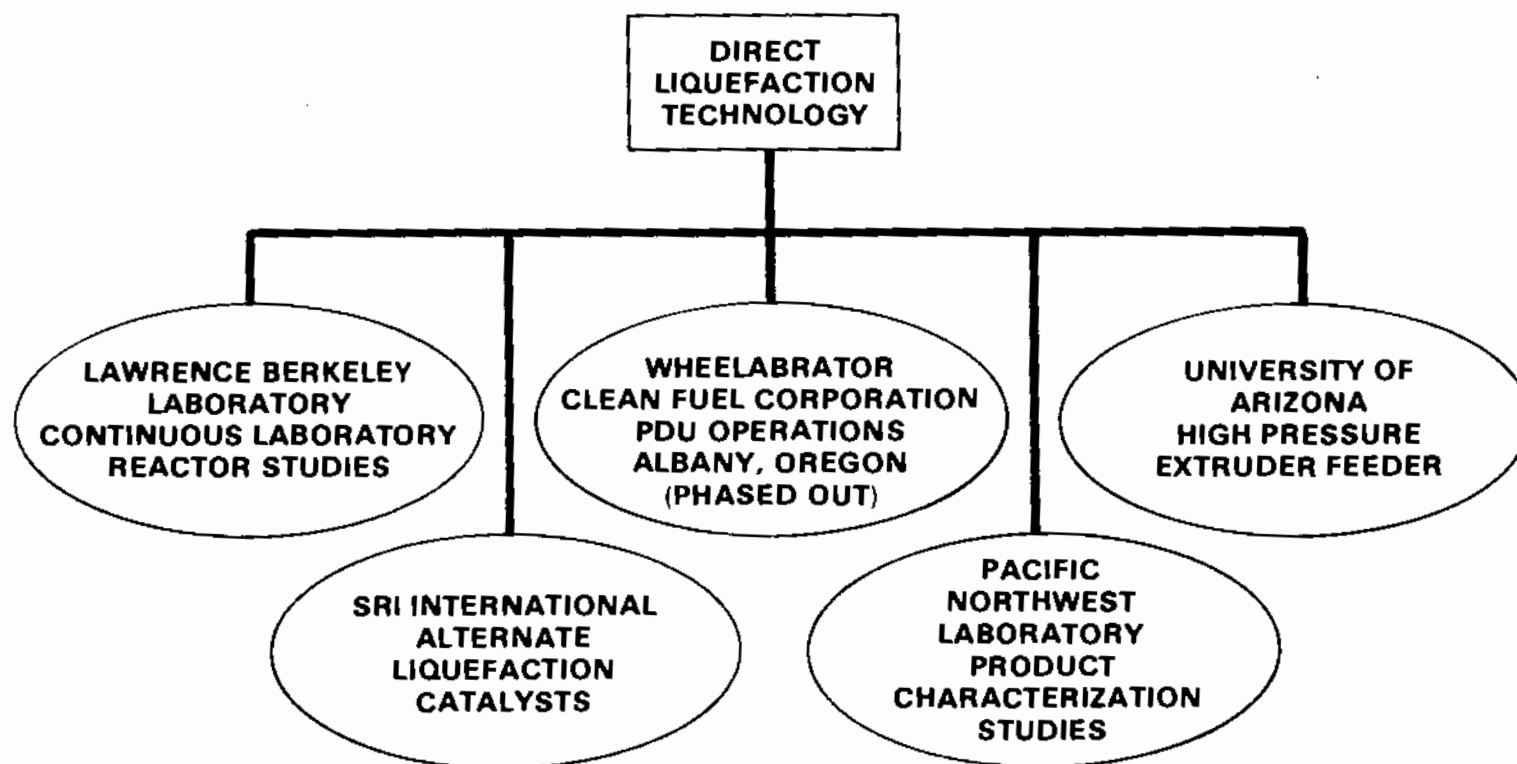 DIRECT
LIQUEFACTION
TECHNOLOGY
LAWRENCE BERKELEY
LABORATORY
CONTINUOUS LABORATORY
REACTOR STUDIES
WHEELABRATOR
CLEAN FUEL CORPORATION
PDU OPERATIONS
ALBANY, OREGON
(PHASED OUT)
UNIVERSITY OF
ARIZONA
HIGH PRESSURE
EXTRUDER FEEDER
SRI INTERNATIONAL
ALTERNATE
LIQUEFACTION
CATALYSTS
PACIFIC
NORTHWEST
LABORATORY
PRODUCT
CHARACTERIZATION
STUDIES